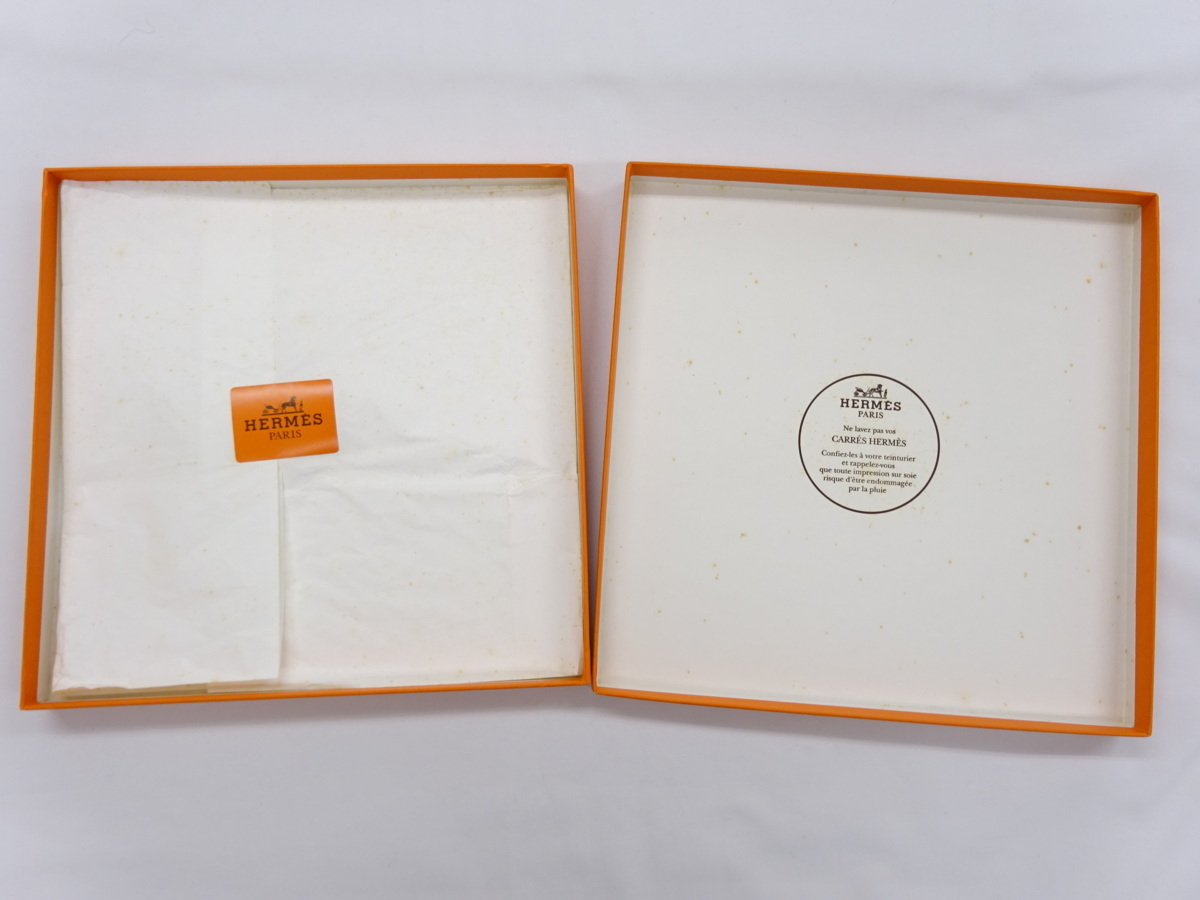 HERMÈS
PARIS
HERMÈS
PARIS
Ne lavez pas vos
CARRÉS HERMÈS
Confiez-les à votre teinturier
et rappelez-vous
que toute impression sur soie
risque d'être endommagée
par la pluie